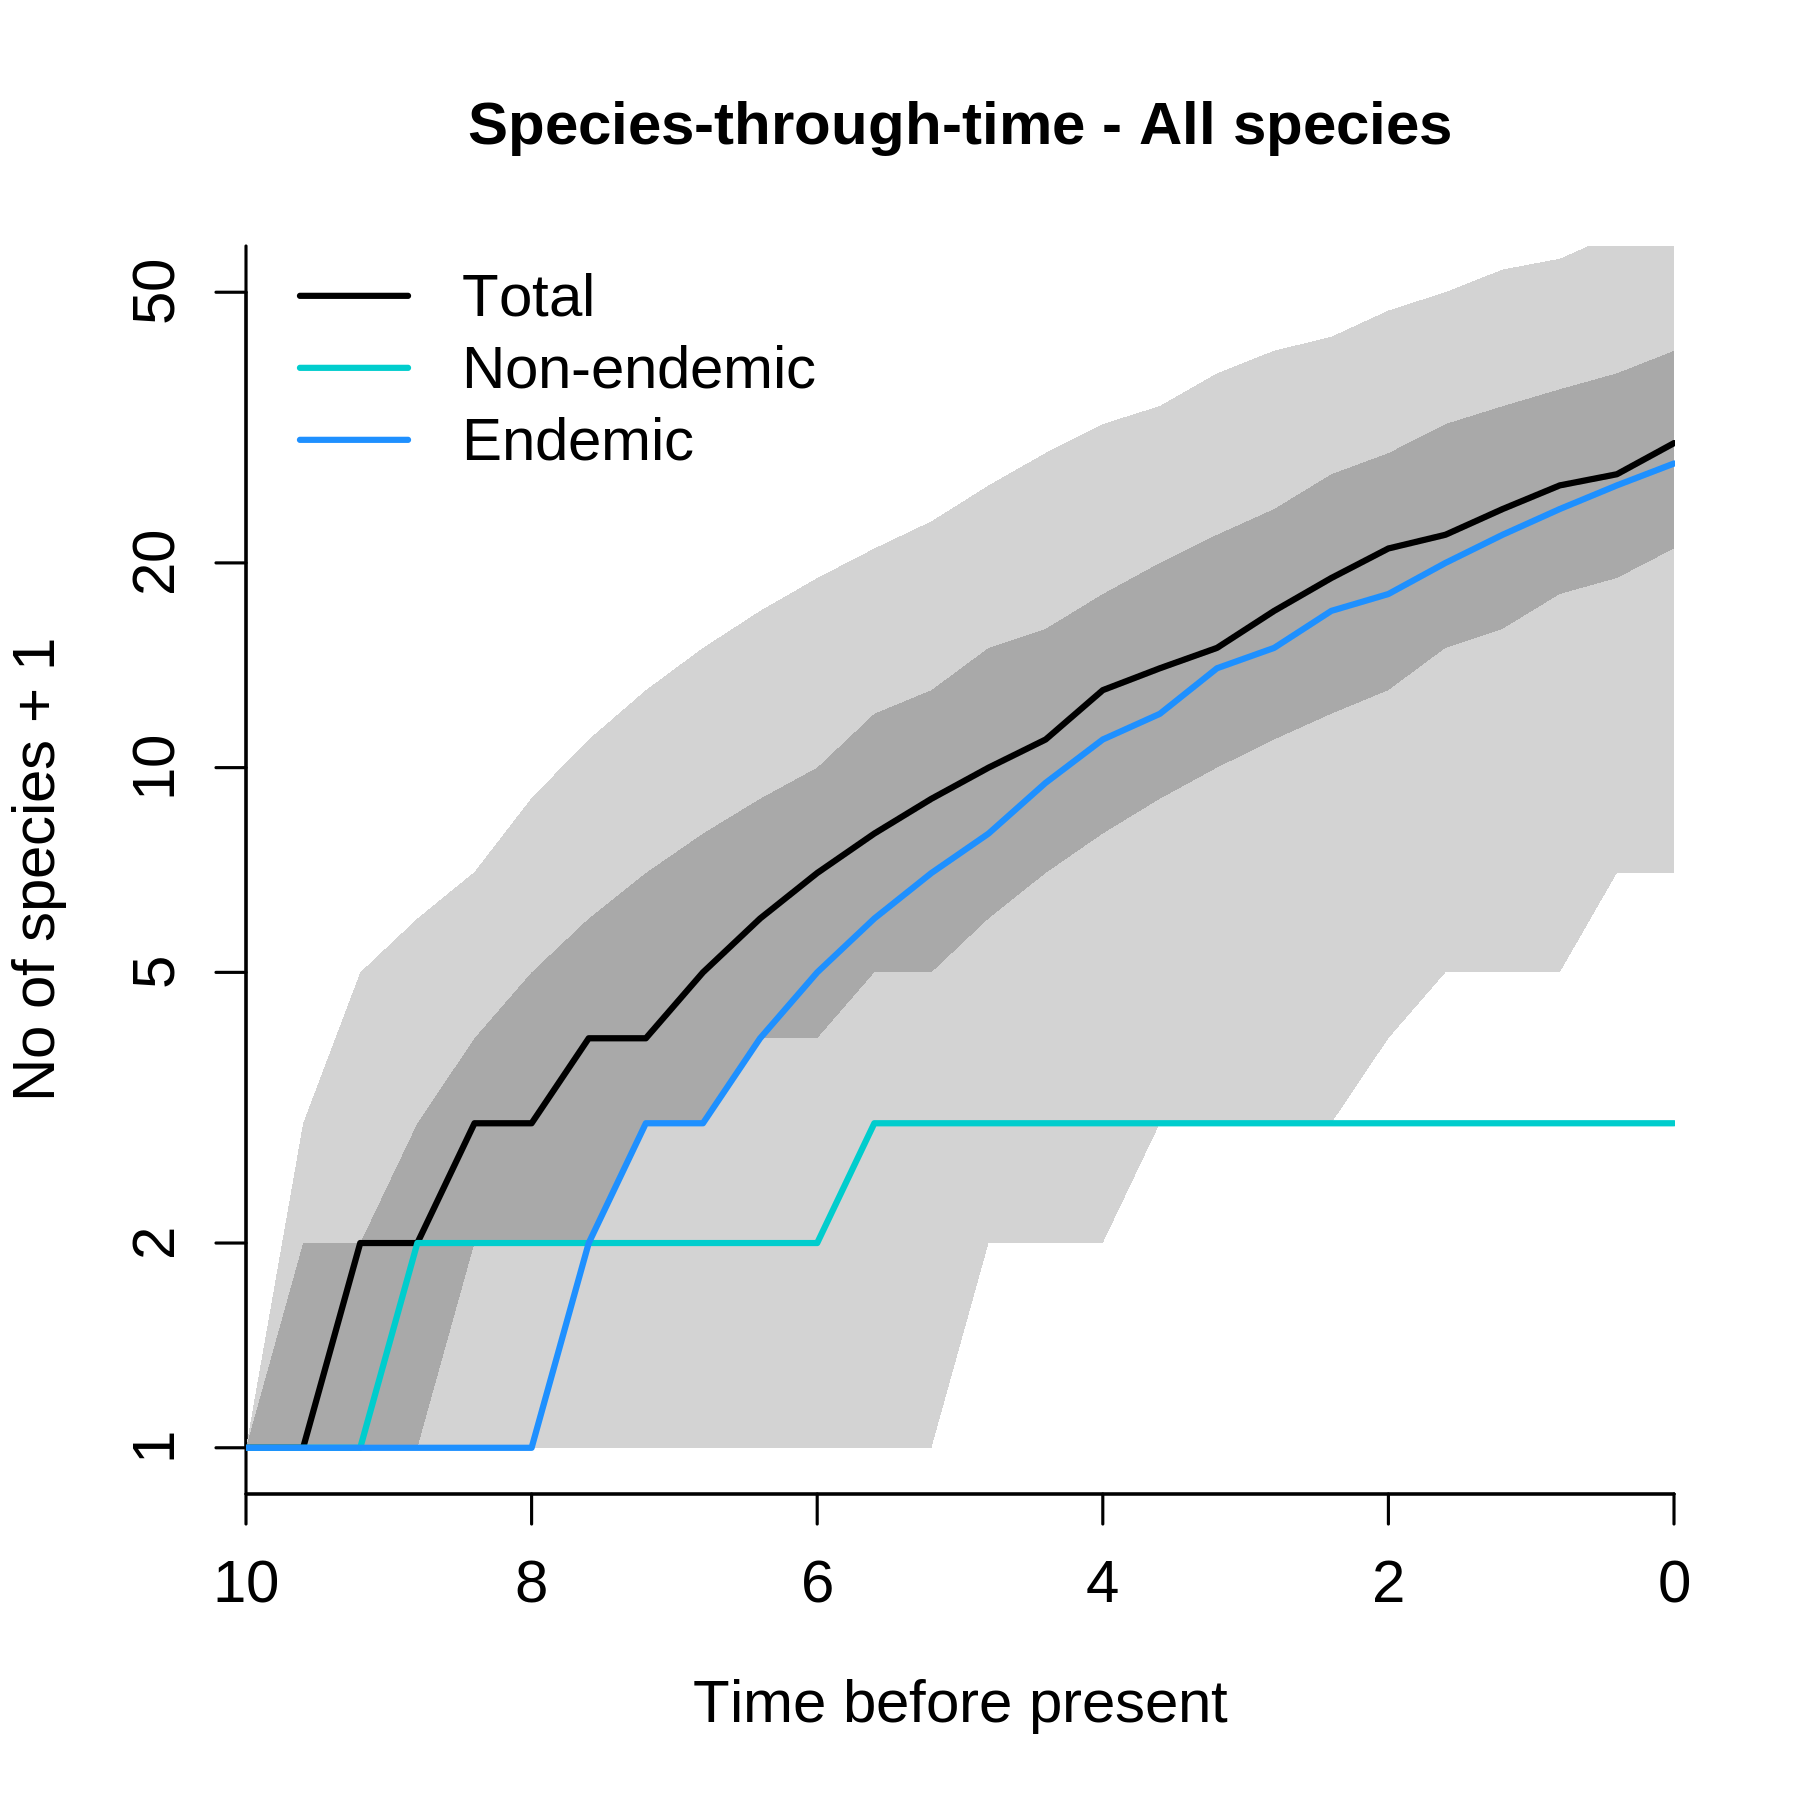 Species-through-time - All species
Total
Non-endemic
Endemic
No of species + 1
50
20
10
5
2
1
10 8 6 4 2 0
Time before present